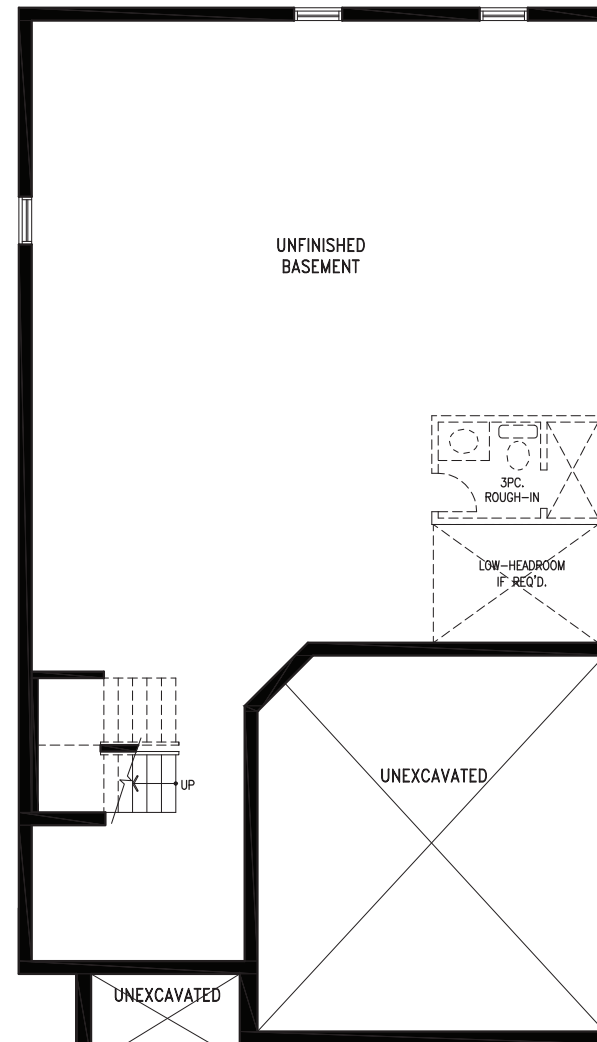 UNFINISHED
BASEMENT
3PC.
ROUGH-IN
LOW-HEADROOM
IF REQ'D.
UNEXCAVATED
UP
UNEXCAVATED